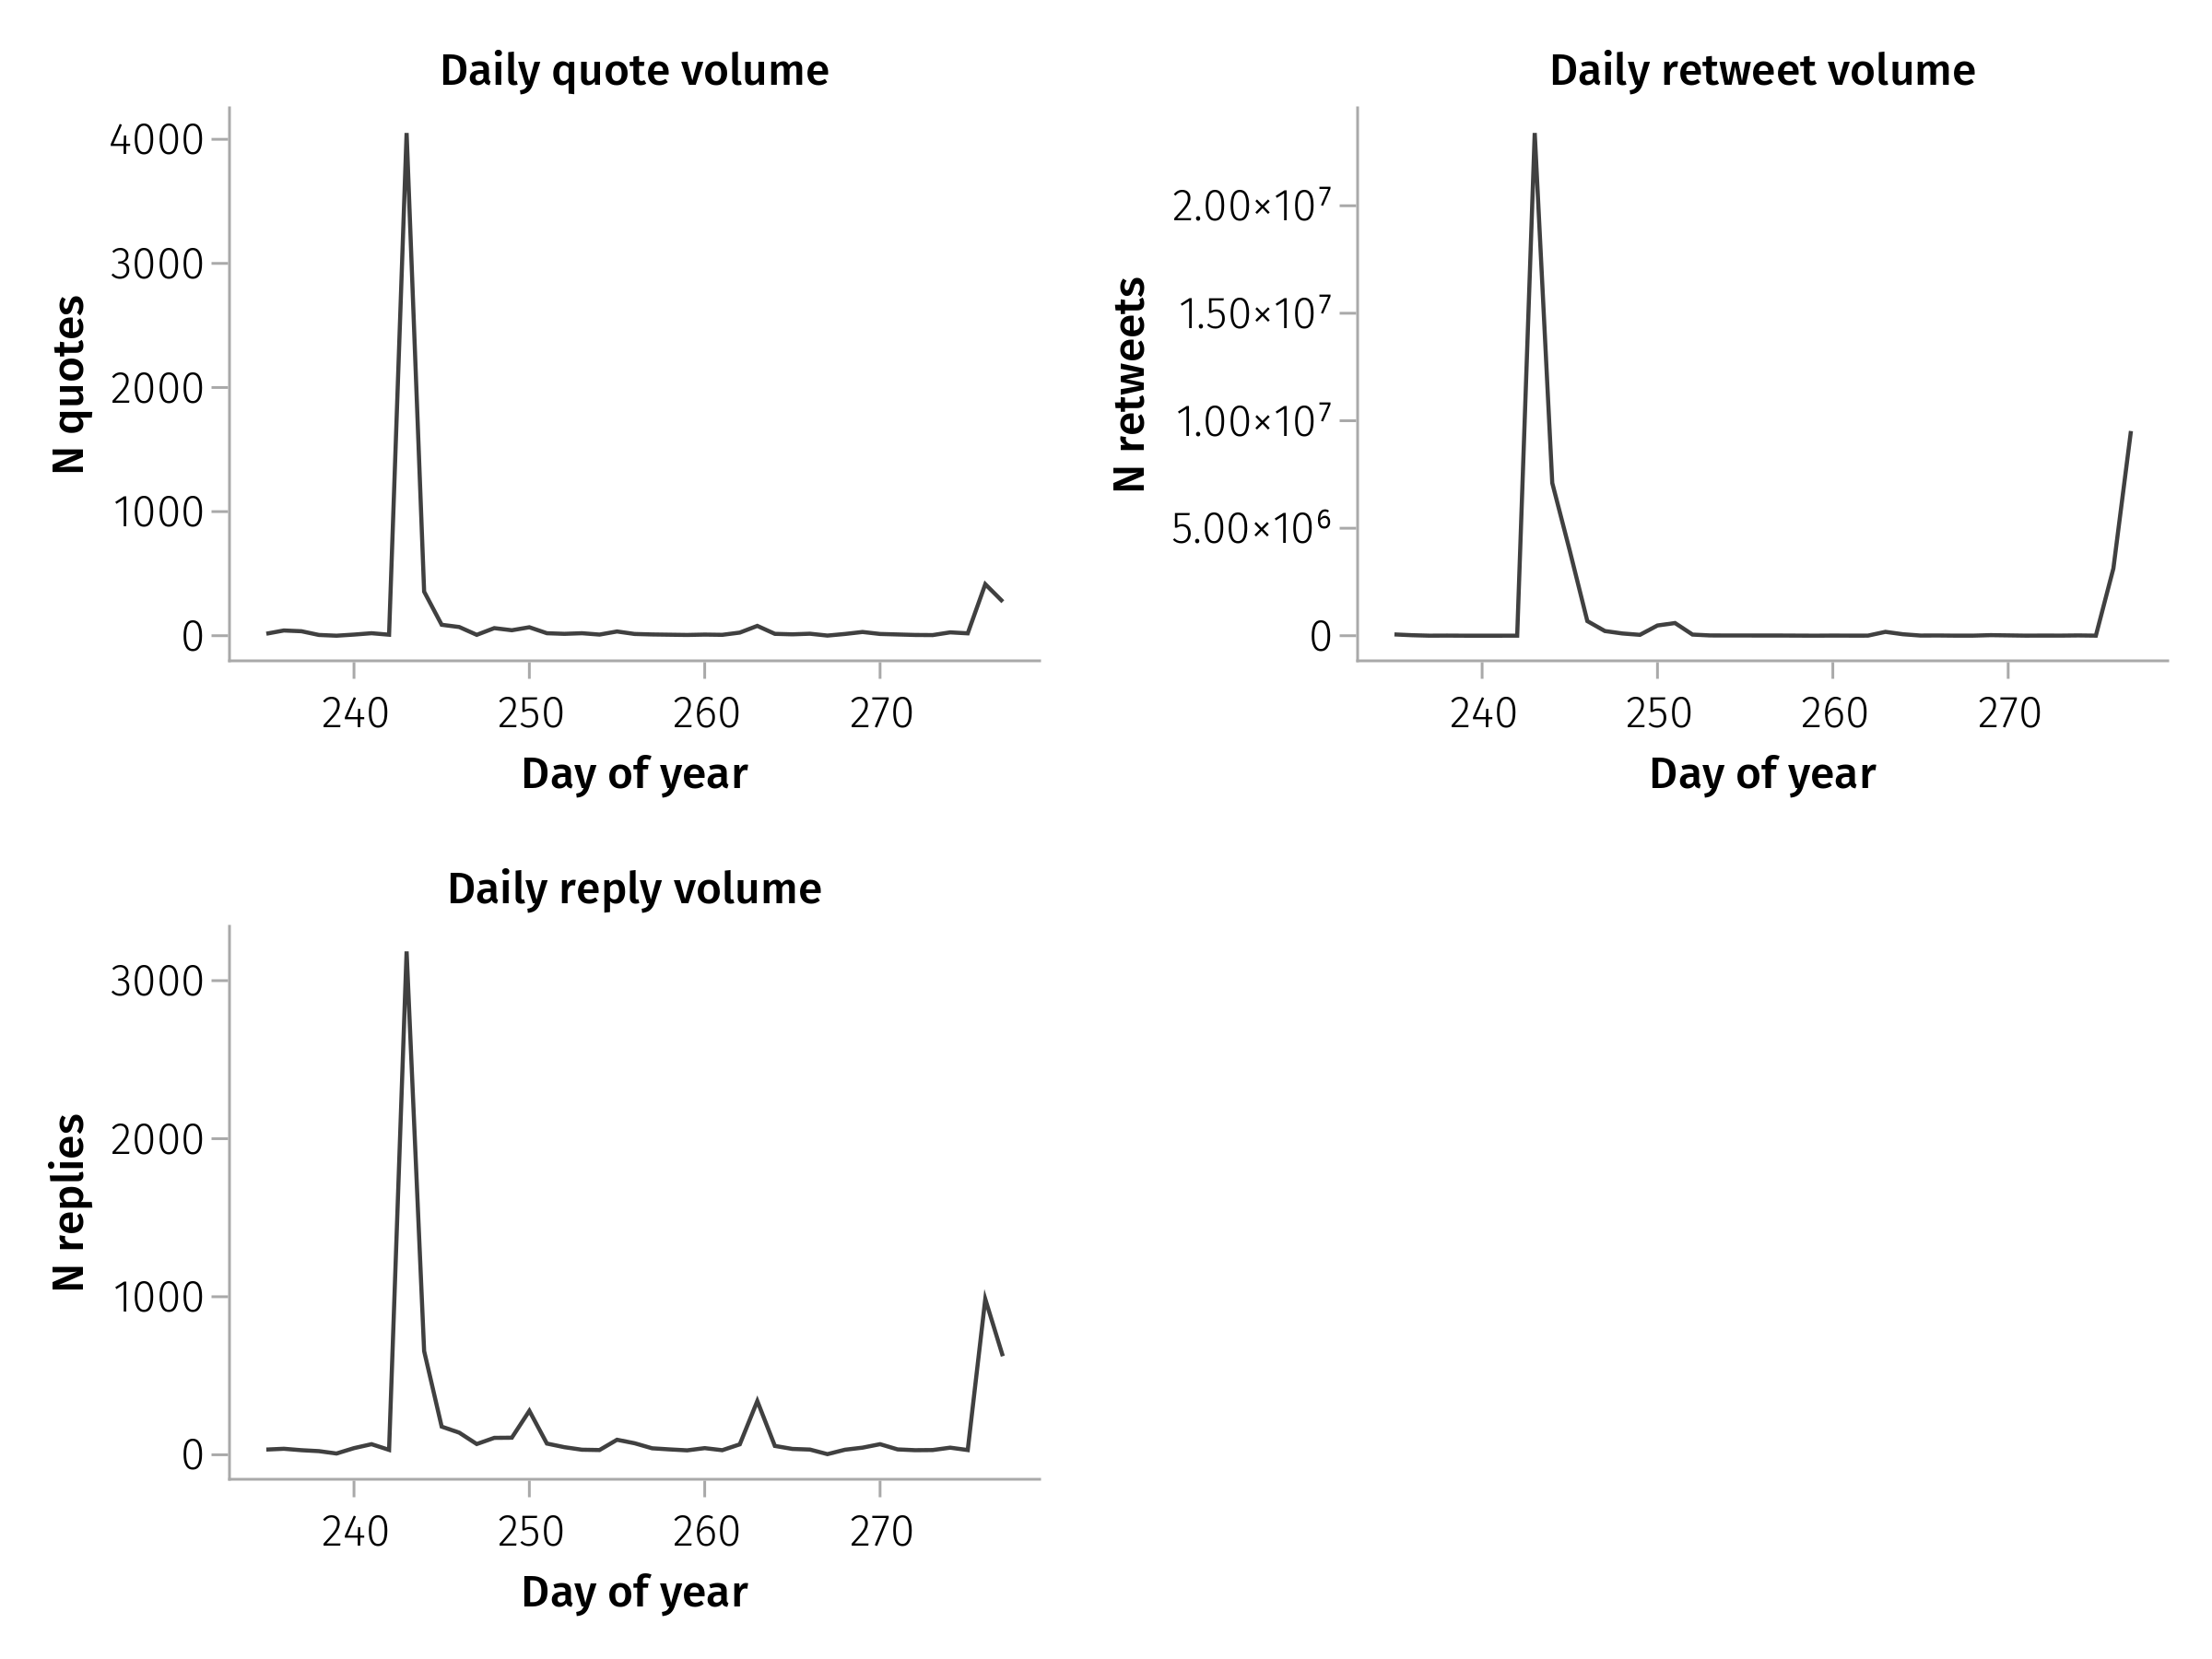 Daily quote volume
N quotes
4000
3000
2000
1000
0
240 250 260 270
Day of year
Daily retweet volume
N retweets
2.00×10⁷
1.50×10⁷
1.00×10⁷
5.00×10⁶
0
240 250 260 270
Day of year
Daily reply volume
N replies
3000
2000
1000
0
240 250 260 270
Day of year